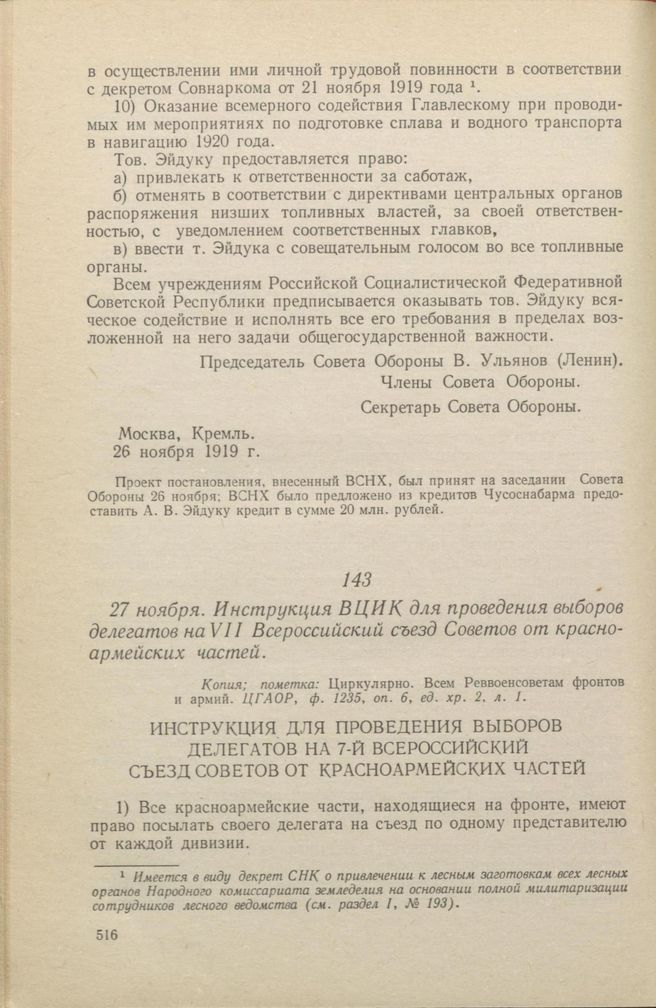 в осуществлении ими личной трудовой повинности в соответствии
с декретом Совнаркома от 21 ноября 1919 года ¹.
10) Оказание всемерного содействия Главлескому при проводи-
мых им мероприятиях по подготовке сплава и водного транспорта
в навигацию 1920 года.
Тов. Эйдуку предоставляется право:
а) привлекать к ответственности за саботаж,
б) отменять в соответствии с директивами центральных органов
распоряжения низших топливных властей, за своей ответствен-
ностью, с уведомлением соответственных главков,
в) ввести т. Эйдука с совещательным голосом во все топливные
органы.
Всем учреждениям Российской Социалистической Федеративной
Советской Республики предписывается оказывать тов. Эйдуку вся-
ческое содействие и исполнять все его требования в пределах воз-
ложенной на него задачи общегосударственной важности.
Председатель Совета Обороны В. Ульянов (Ленин).
Члены Совета Обороны.
Секретарь Совета Обороны.
Москва, Кремль.
26 ноября 1919 г.
Проект постановления, внесенный ВСНХ, был принят на заседании Совета
Обороны 26 ноября; ВСНХ было предложено из кредитов Чусоснабарма предо-
ставить А. В. Эйдуку кредит в сумме 20 млн. рублей.
143
27 ноября. Инструкция ВЦИК для проведения выборов
делегатов на VII Всероссийский съезд Советов от красно-
армейских частей.
Копия; пометка: Циркулярно. Всем Реввоенсоветам фронтов
и армий. ЦГАОР, ф. 1235, оп. 6, ед. хр. 2, л. 1.
ИНСТРУКЦИЯ ДЛЯ ПРОВЕДЕНИЯ ВЫБОРОВ
ДЕЛЕГАТОВ НА 7-Й ВСЕРОССИЙСКИЙ
СЪЕЗД СОВЕТОВ ОТ КРАСНОАРМЕЙСКИХ ЧАСТЕЙ
1) Все красноармейские части, находящиеся на фронте, имеют
право посылать своего делегата на съезд по одному представителю
от каждой дивизии.
¹ Имеется в виду декрет СНК о привлечении к лесным заготовкам всех лесных
органов Народного комиссариата земледелия на основании полной милитаризации
сотрудников лесного ведомства (см. раздел I, № 193).
516